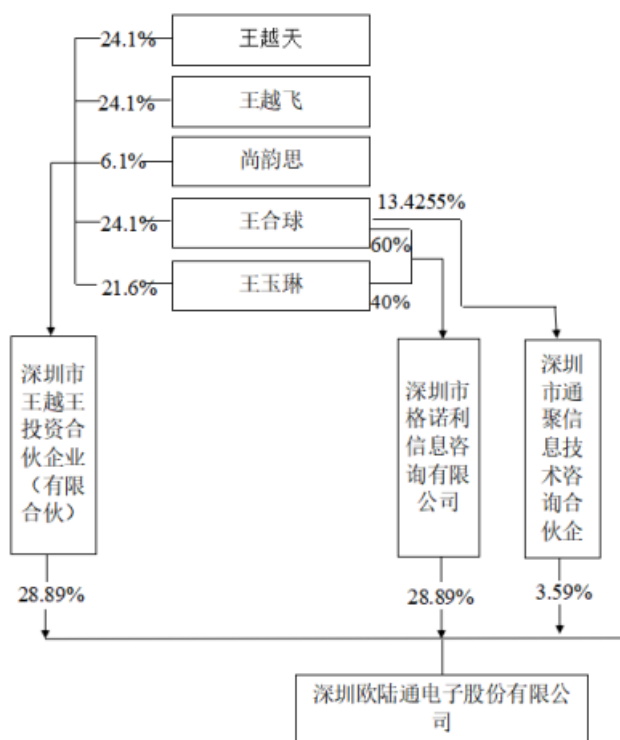 24.1%
王越天
24.1%
王越飞
6.1%
尚韵思
24.1%
王合球
13.4255%
60%
21.6%
王玉琳
40%
深圳市
王越王
投资合
伙企业
（有限
合伙）
深圳市
格诺利
信息咨
询有限
公司
深圳
市通
聚信
息技
术咨
询合
伙企
28.89%
28.89%
3.59%
深圳欧陆通电子股份有限公
司